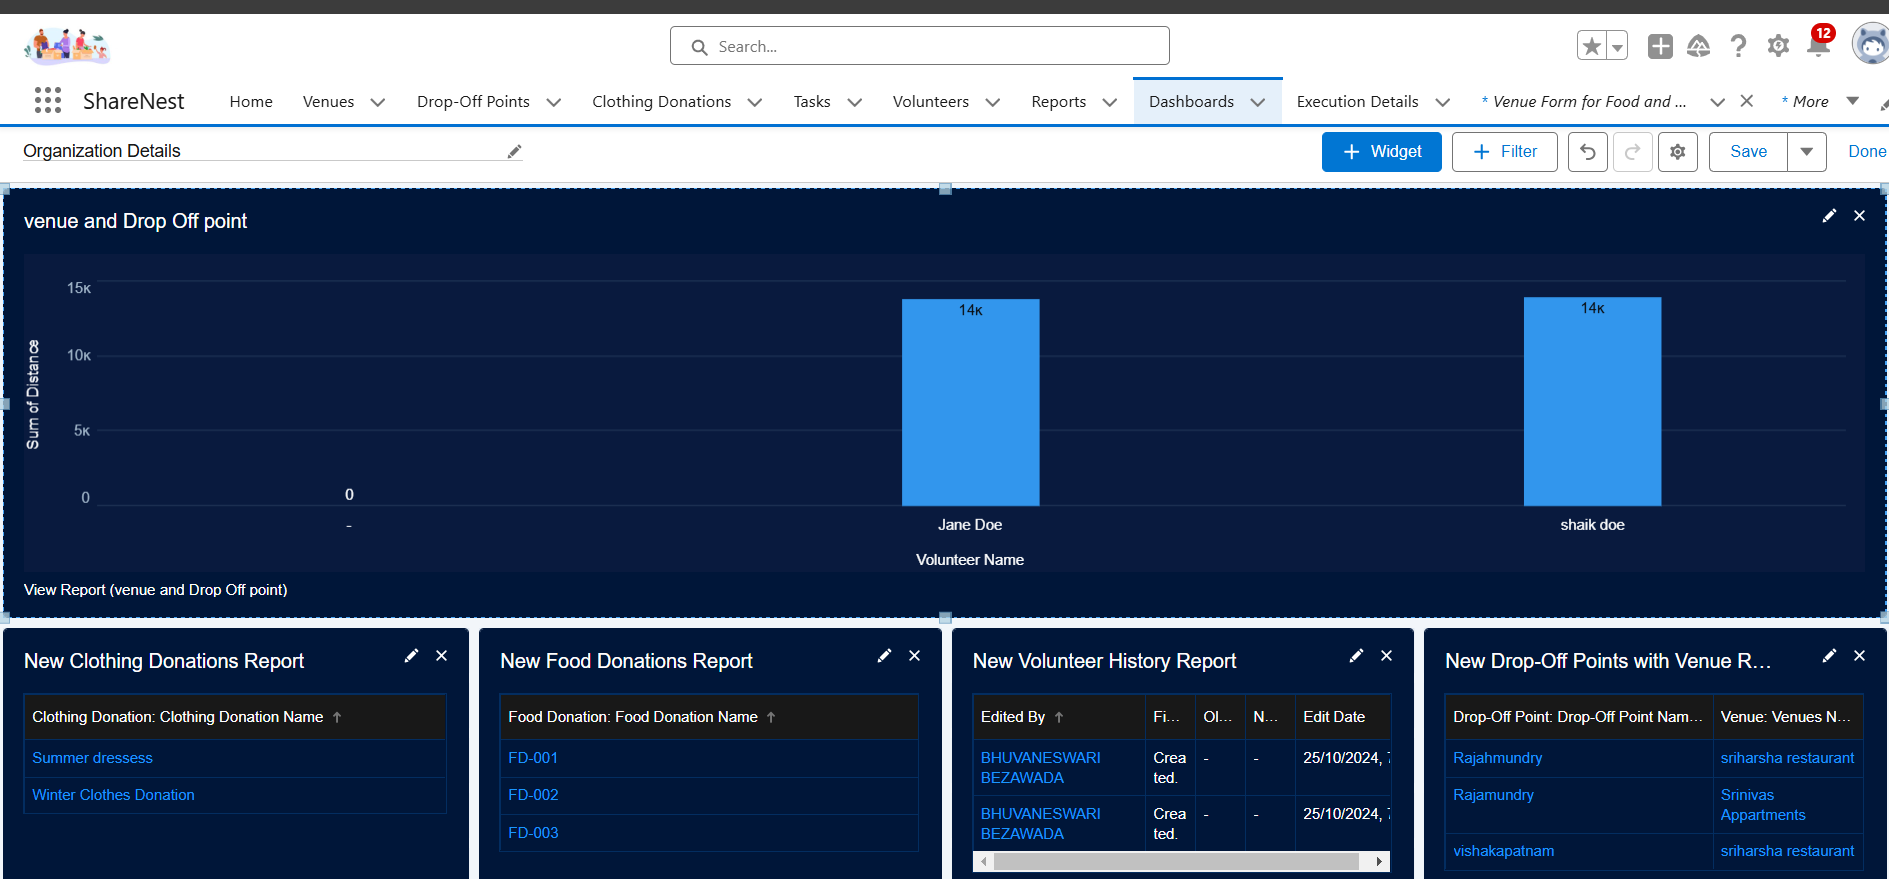 Search...
12
ShareNest
Home
Venues
Drop-Off Points
Clothing Donations
Tasks
Volunteers
Reports
Dashboards
Execution Details
* Venue Form for Food and ...
* More
Organization Details
Widget
Filter
Save
Done
venue and Drop Off point
15K
10K
5K
0
Sum of Distance
0
14K
14K
-
Jane Doe
shaik doe
Volunteer Name
View Report (venue and Drop Off point)
New Clothing Donations Report
Clothing Donation: Clothing Donation Name
Summer dressess
Winter Clothes Donation
New Food Donations Report
Food Donation: Food Donation Name
FD-001
FD-002
FD-003
New Volunteer History Report
Edited By
Fi...
Ol...
N...
Edit Date
BHUVANESWARI
BEZAWADA
Crea
ted.
-
-
25/10/2024, 7
BHUVANESWARI
BEZAWADA
Crea
ted.
-
-
25/10/2024, 7
New Drop-Off Points with Venue R...
Drop-Off Point: Drop-Off Point Nam...
Venue: Venues N...
Rajahmundry
sriharsha restaurant
Rajamundry
Srinivas
Appartments
vishakapatnam
sriharsha restaurant